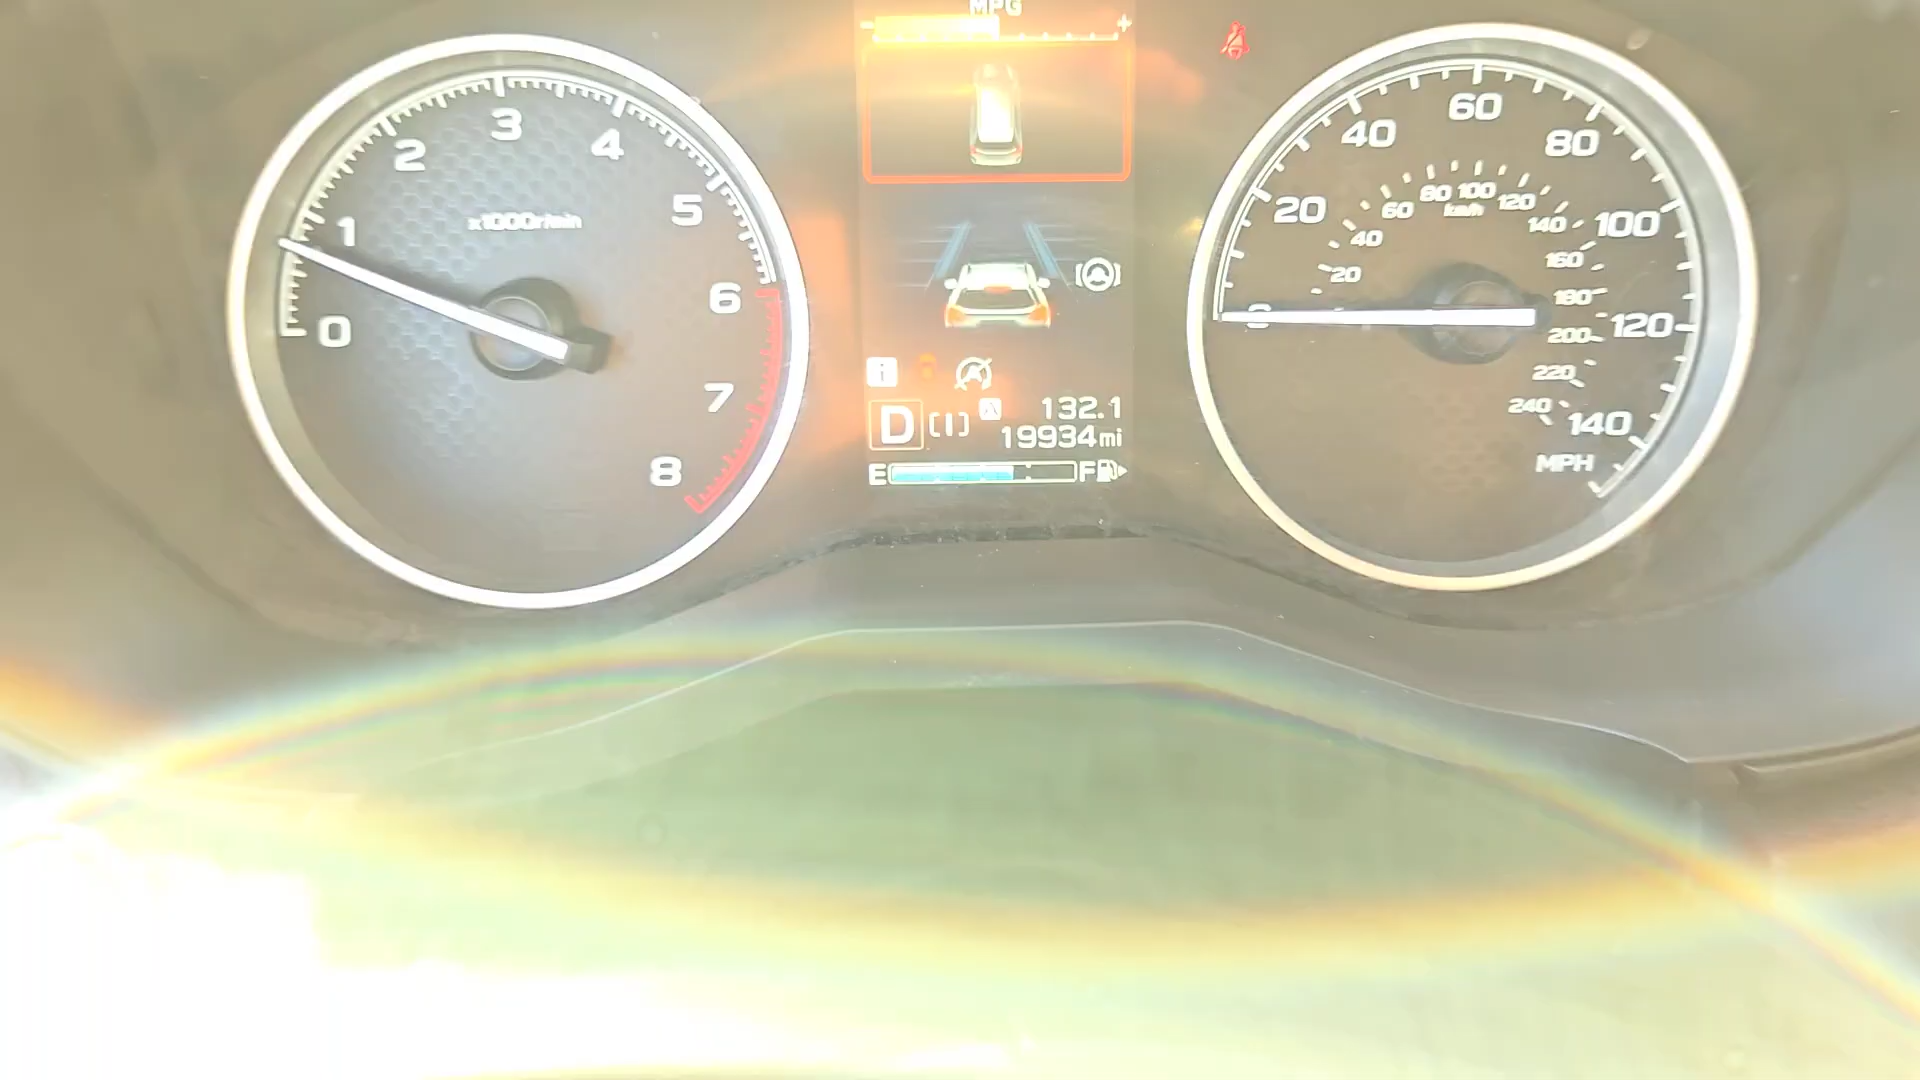 MPG
- +
0 1 2 3 4 5 6 7 8
x1000r/min
i
D [I] A 132.1
19934mi
E F
20 40 60 80 100 120 140
MPH
20 40 60 80 100 120 140 160 180 200 220 240
km/h